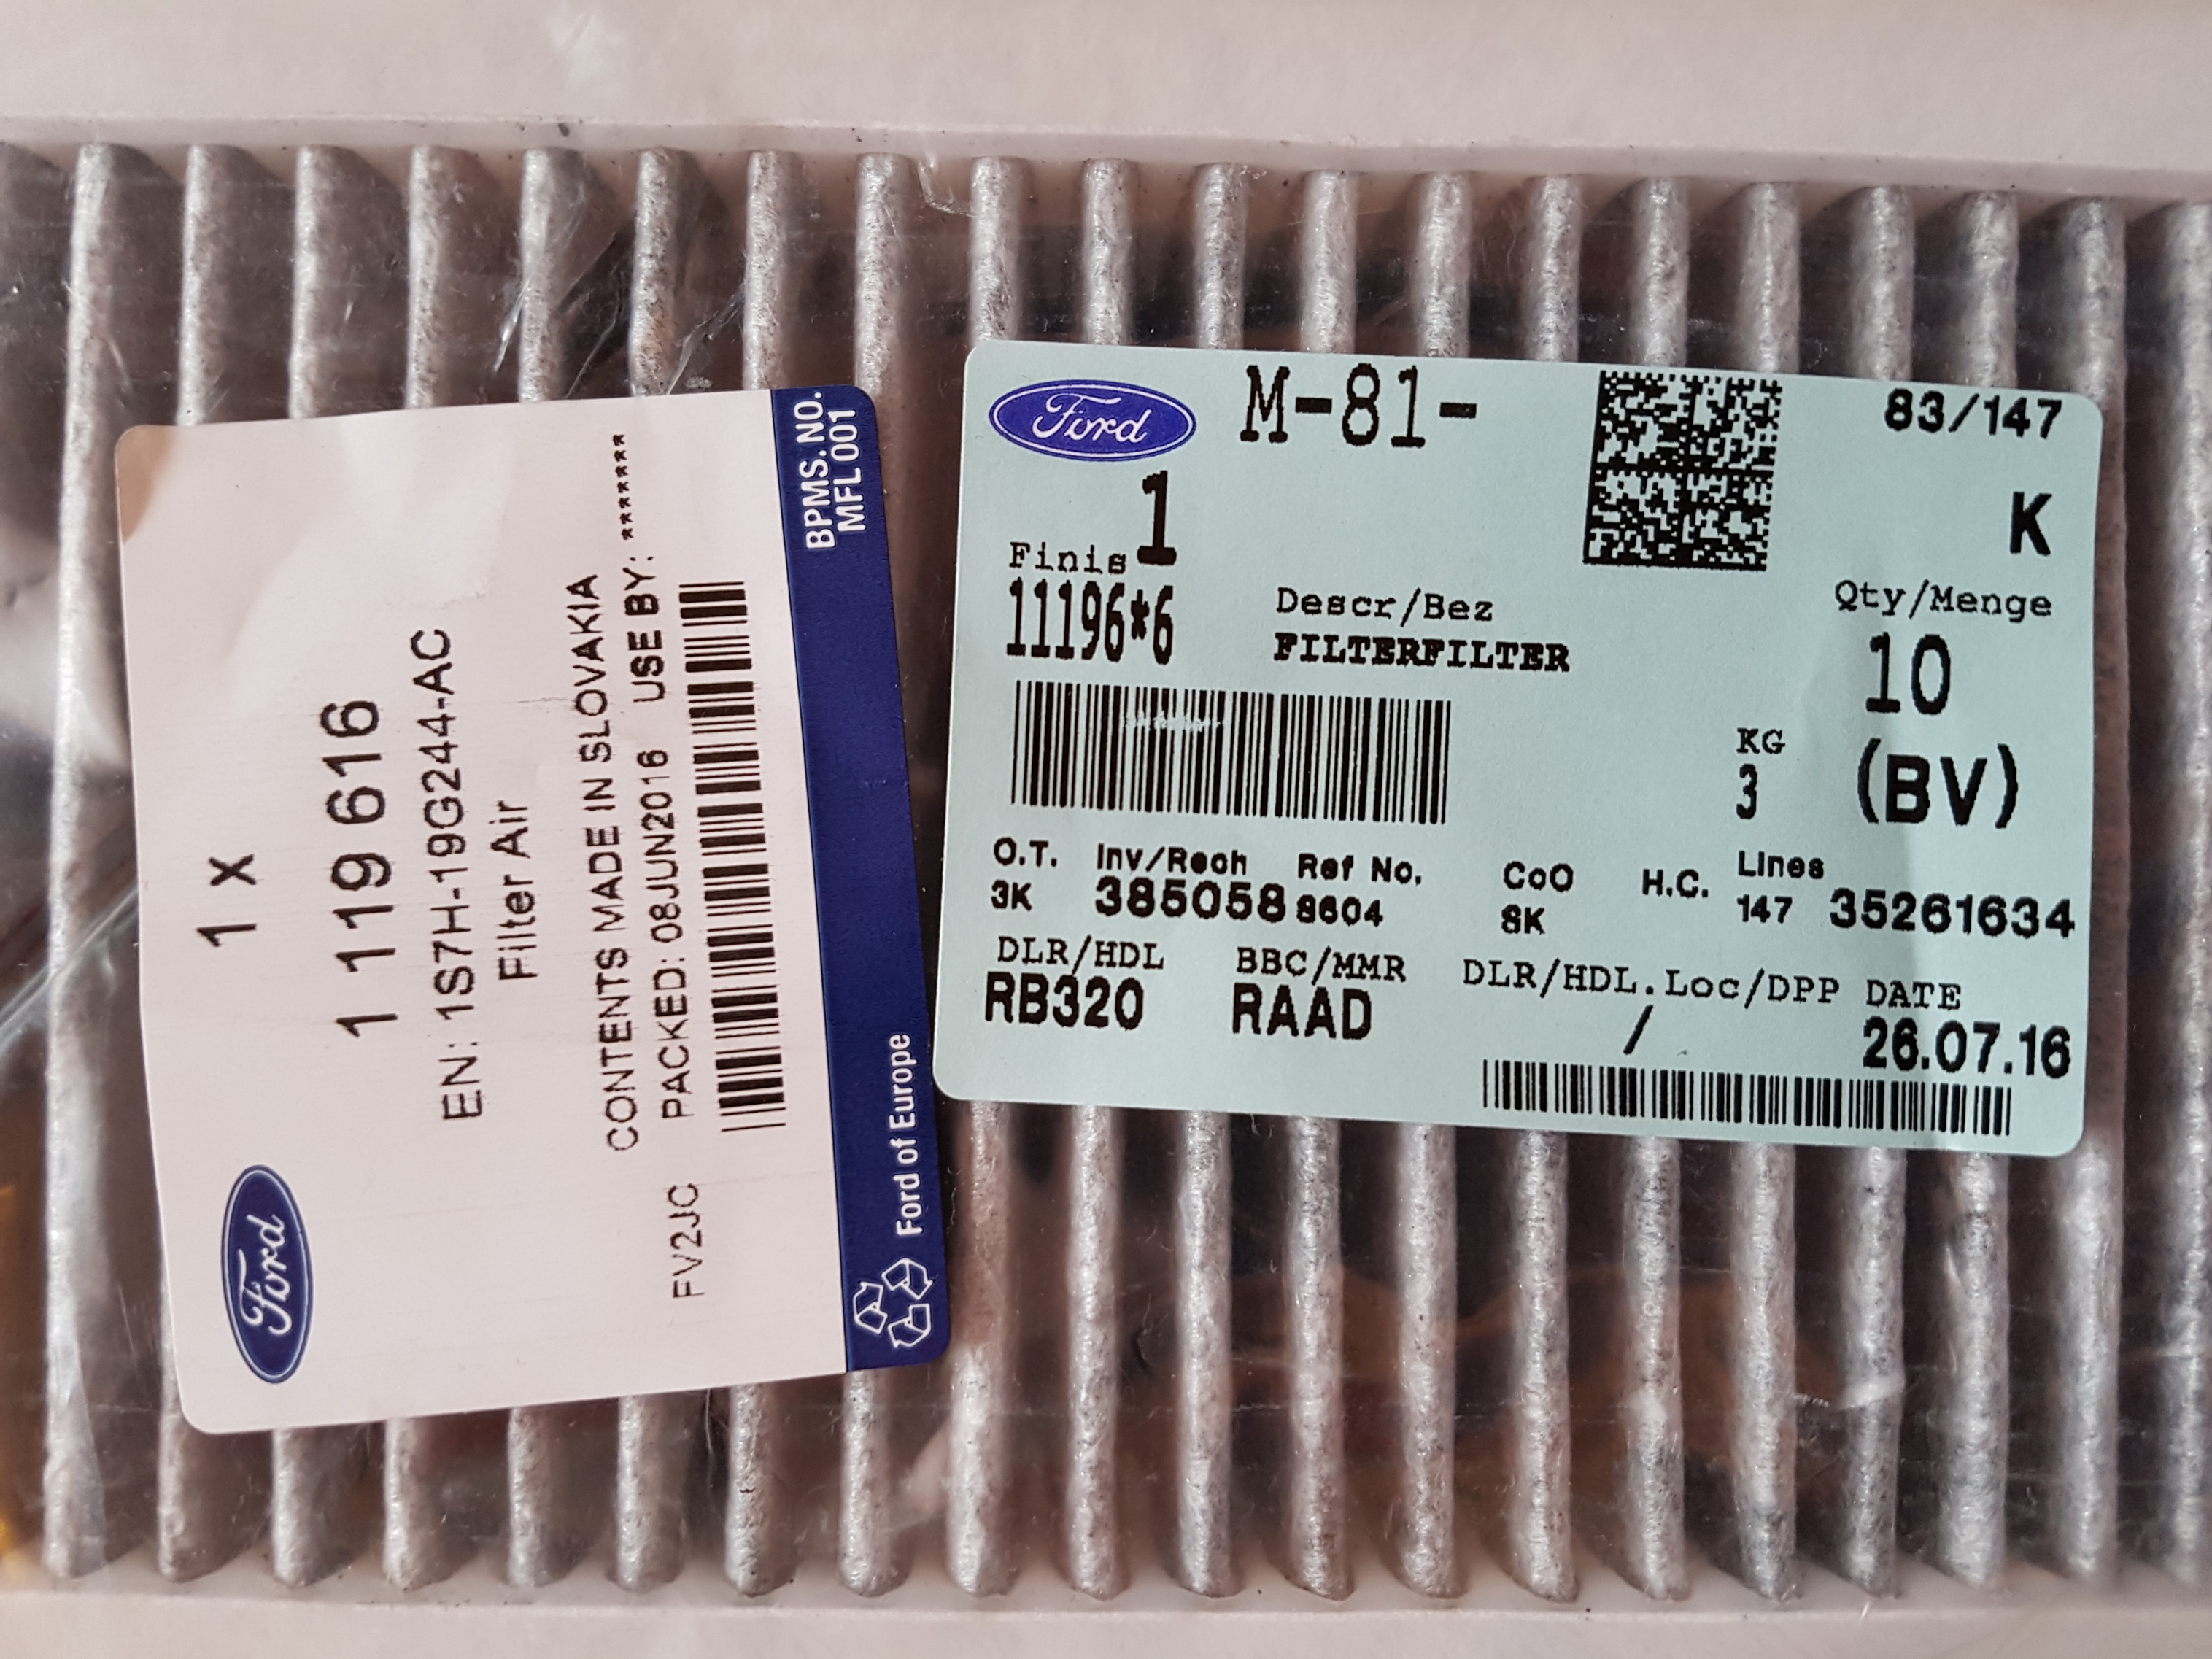 Ford
1 x
1 119 616
EN: 1S7H-19G244-AC
Filter Air
CONTENTS MADE IN SLOVAKIA
PACKED: 08JUN2016 USE BY: *******
FV2JC
Ford of Europe
BPMS. NO.
MFL 001
Ford M-81- 83/147
1 K
Finis Descr/Bez Qty/Menge
11196*6 FILTERFILTER 10
KG
3 (BV)
O.T. Inv/Rech Ref No. CoO H.C. Lines
3K 385058 8604 SK 147 35261634
DLR/HDL BBC/MMR DLR/HDL.Loc/DPP DATE
RB320 RAAD / 26.07.16